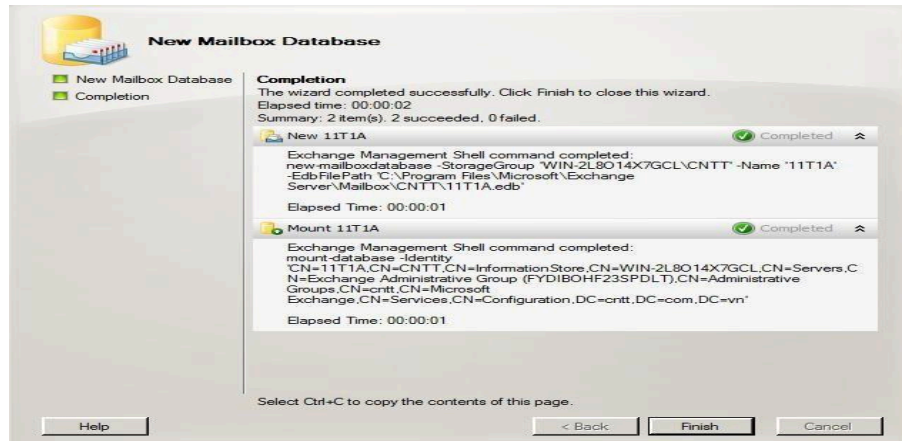 New Mailbox Database
New Mailbox Database
Completion
Completion
The wizard completed successfully. Click Finish to close this wizard.
Elapsed time: 00:00:02
Summary: 2 item(s). 2 succeeded, 0 failed.
New 11T1A
Completed
Exchange Management Shell command completed:
new-mailboxdatabase -StorageGroup 'WIN-2L8O14X7GCL\CNTT' -Name '11T1A'
-EdbFilePath 'C:\Program Files\Microsoft\Exchange
Server\Mailbox\CNTT\11T1A.edb'
Elapsed Time: 00:00:01
Mount 11T1A
Completed
Exchange Management Shell command completed:
mount-database -Identity
'CN=11T1A,CN=CNTT,CN=InformationStore,CN=WIN-2L8O14X7GCL,CN=Servers,C
N=Exchange Administrative Group (FYDIBOHF23SPDLT),CN=Administrative
Groups,CN=cntt,CN=Microsoft
Exchange,CN=Services,CN=Configuration,DC=cntt,DC=com,DC=vn'
Elapsed Time: 00:00:01
Select Ctrl+C to copy the contents of this page.
Help
< Back
Finish
Cancel